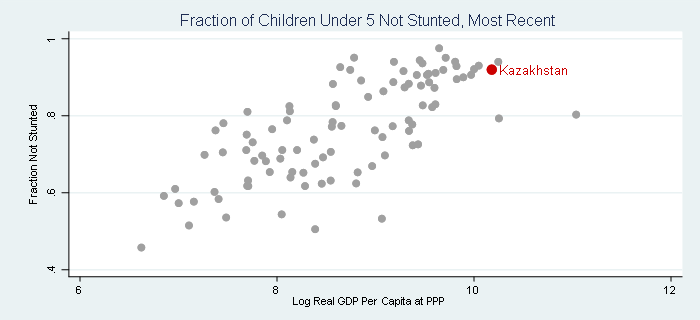 Fraction of Children Under 5 Not Stunted, Most Recent
1
.8
.6
.4
Fraction Not Stunted
Kazakhstan
6 8 10 12
Log Real GDP Per Capita at PPP